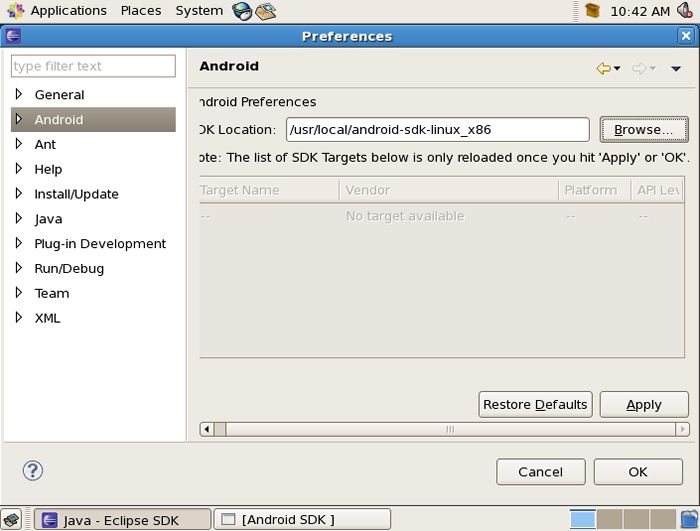 Applications Places System 10:42 AM
Preferences
type filter text
General
Android
Ant
Help
Install/Update
Java
Plug-in Development
Run/Debug
Team
XML
Android
ndroid Preferences
DK Location: /usr/local/android-sdk-linux_x86 Browse...
ote: The list of SDK Targets below is only reloaded once you hit 'Apply' or 'OK'.
Target Name Vendor Platform API Lev
-- No target available -- --
Restore Defaults Apply
Cancel OK
Java - Eclipse SDK [Android SDK ]